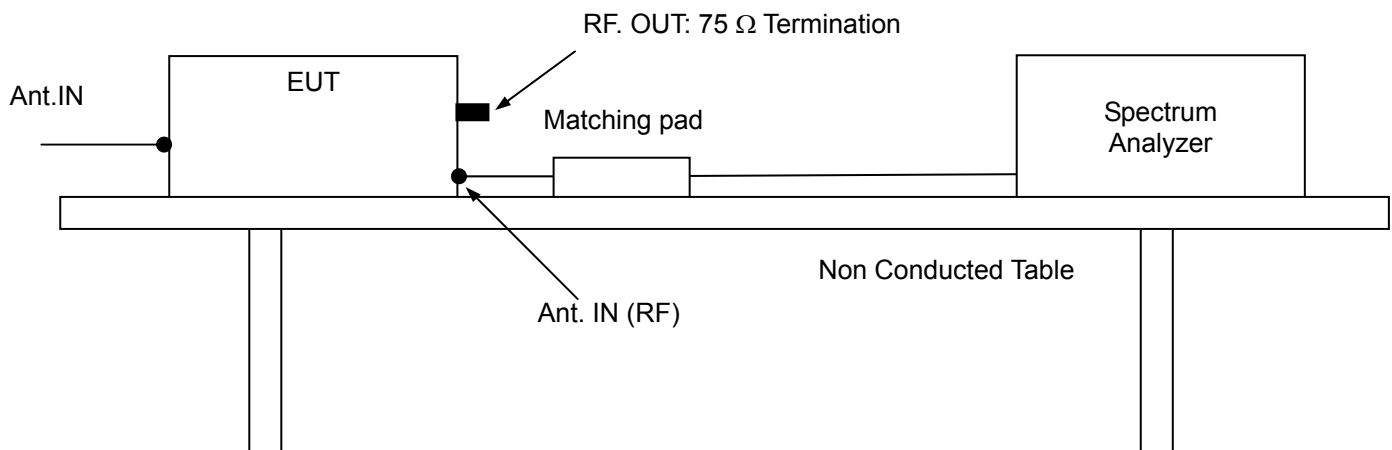 RF. OUT: 75 Ω Termination
Ant.IN
EUT
Matching pad
Spectrum
Analyzer
Non Conducted Table
Ant. IN (RF)